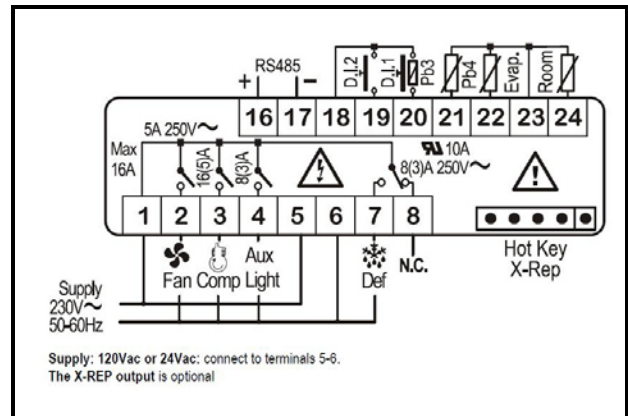 + RS485 −
D.I.2 D.I.1 Pb3 Pb4 Evap. Room
16 17 18 19 20 21 22 23 24
5A 250V~
Max 16A
16(5)A
8(3)A
10A
8(3)A 250V~
1 2 3 4 5 6 7 8
Fan Comp Aux Light
Def
N.C.
Hot Key
X-Rep
Supply
230V~
50-60Hz
Supply: 120Vac or 24Vac: connect to terminals 5-6.
The X-REP output is optional